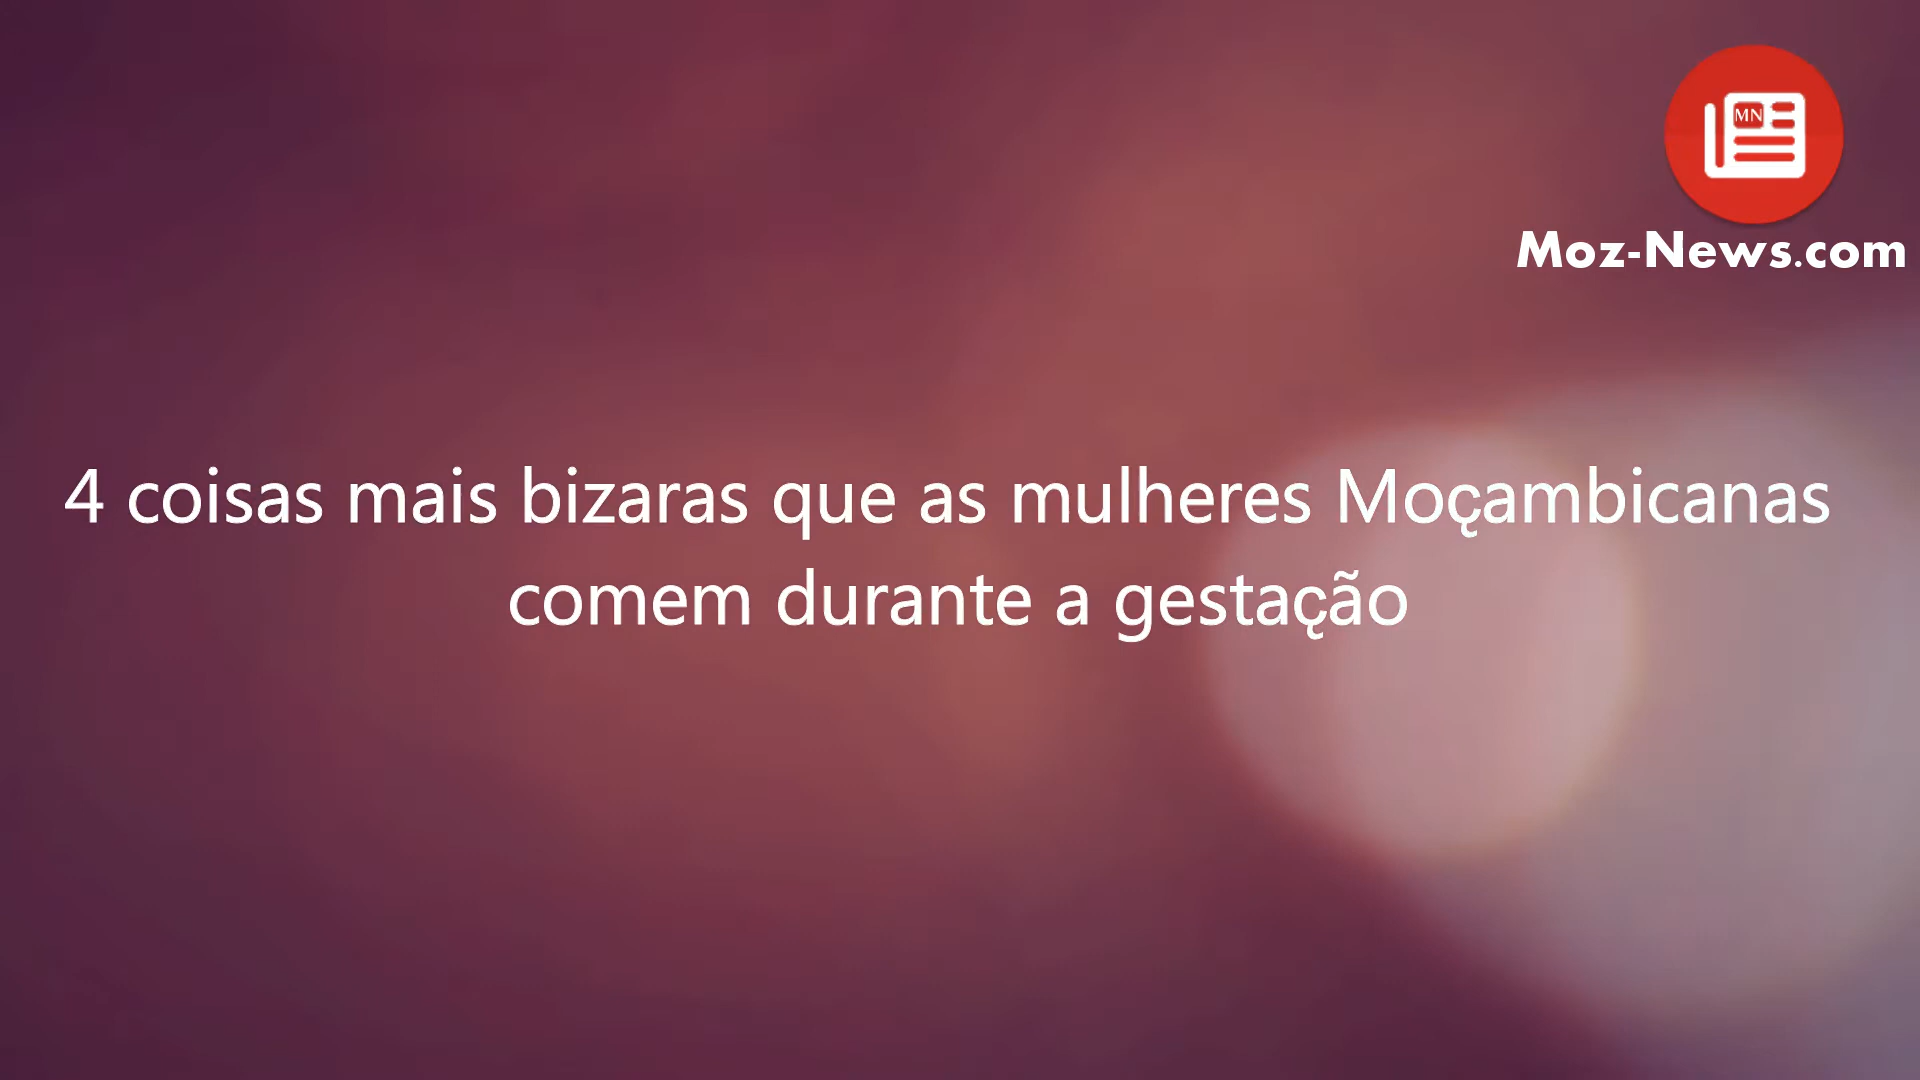 MN
Moz-News.com
4 coisas mais bizaras que as mulheres Moçambicanas
comem durante a gestação